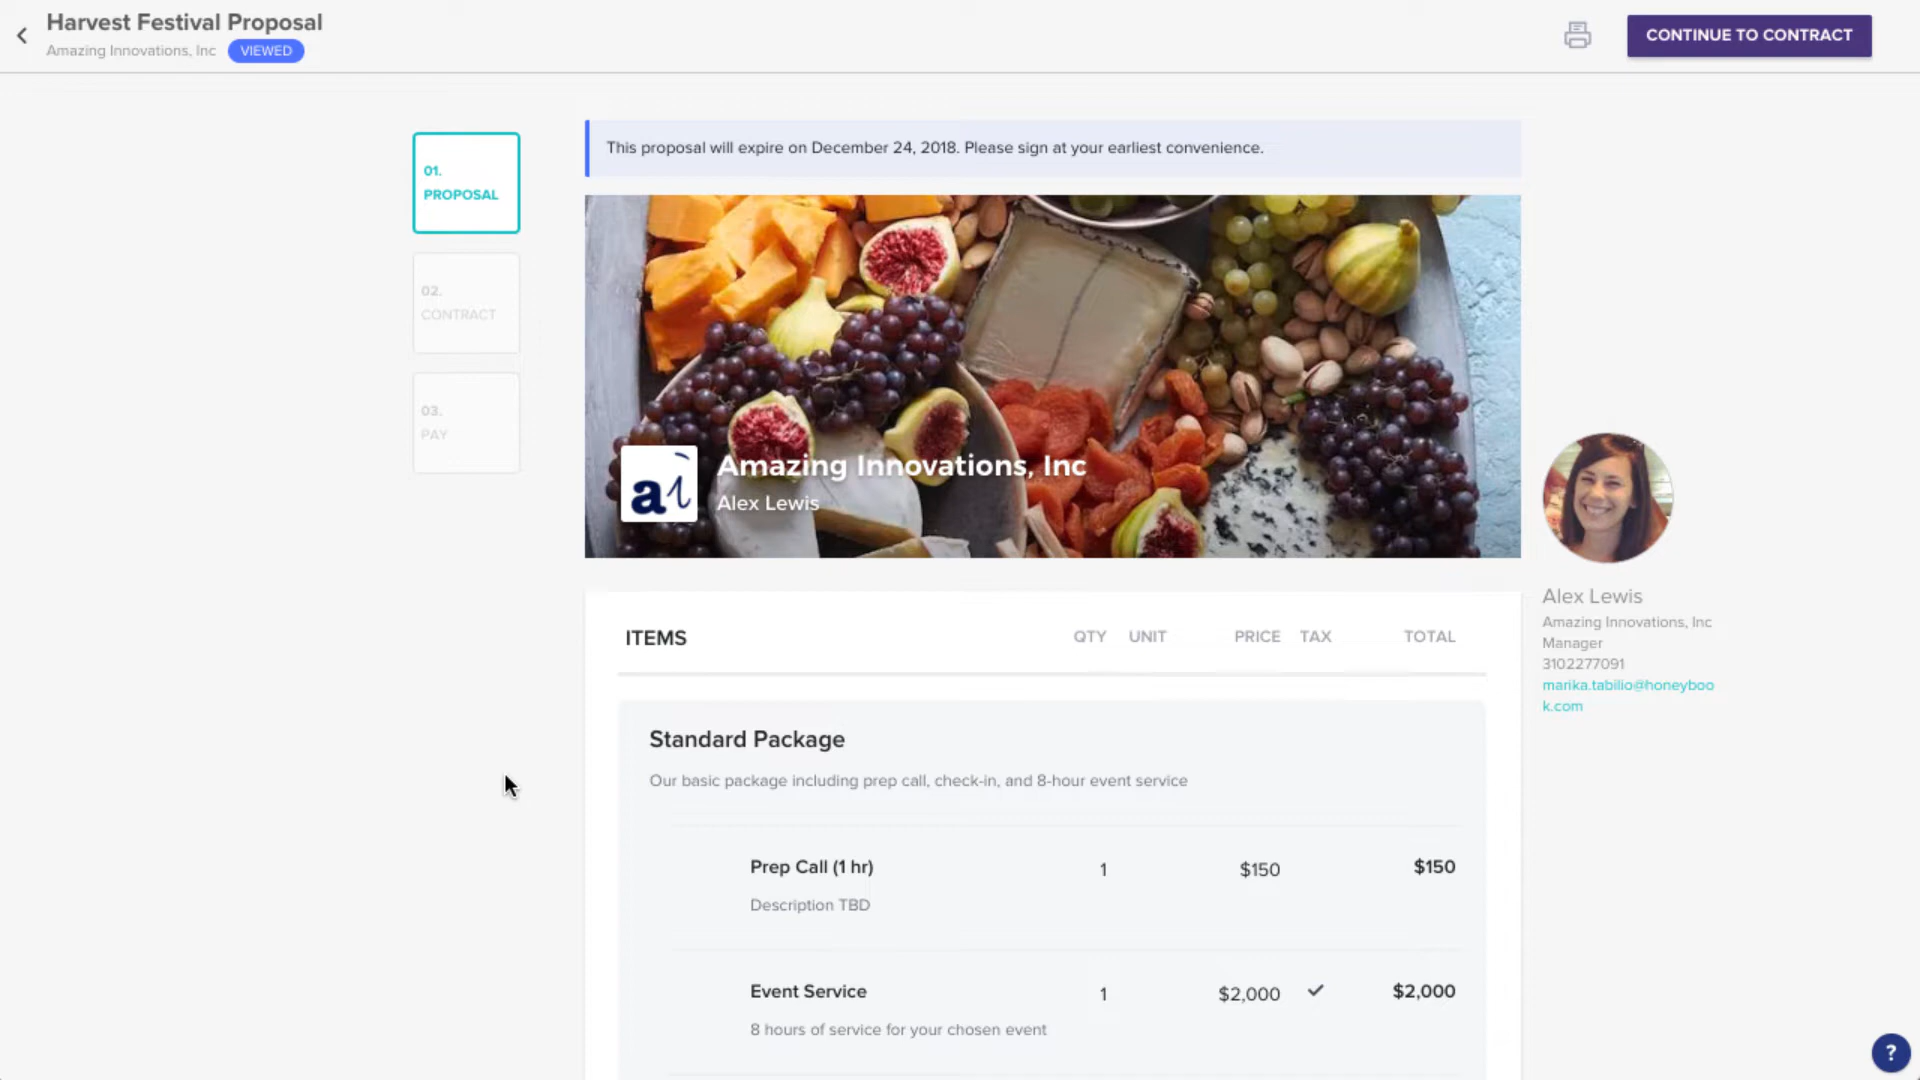 Harvest Festival Proposal
Amazing Innovations, Inc VIEWED
CONTINUE TO CONTRACT
01.
PROPOSAL
02.
CONTRACT
03.
PAY
This proposal will expire on December 24, 2018. Please sign at your earliest convenience.
ai
Amazing Innovations, Inc
Alex Lewis
Alex Lewis
Amazing Innovations, Inc
Manager
3102277091
marika.tabilio@honeyboo
k.com
ITEMS QTY UNIT PRICE TAX TOTAL
Standard Package
Our basic package including prep call, check-in, and 8-hour event service
Prep Call (1 hr) 1 $150 $150
Description TBD
Event Service 1 $2,000 $2,000
8 hours of service for your chosen event
?